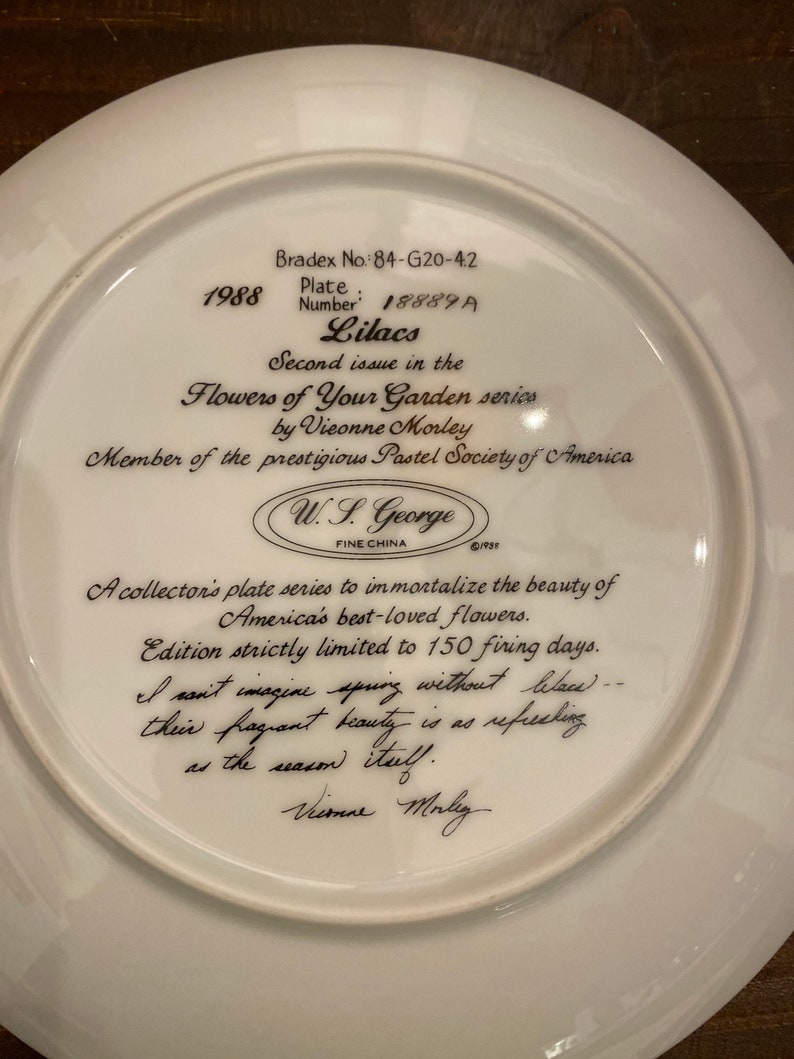 Bradex No.: 84-G20-4.2
1988 Plate Number: 18889A
Lilacs
Second issue in the
Flowers of Your Garden series
by Vieonne Morley
Member of the prestigious Pastel Society of America
W. S. George
FINE CHINA
©1988
A collector's plate series to immortalize the beauty of
America's best-loved flowers.
Edition strictly limited to 150 firing days.
I can't imagine spring without lilacs--
their fragrant beauty is as refreshing
as the season itself.
Vieonne Morley